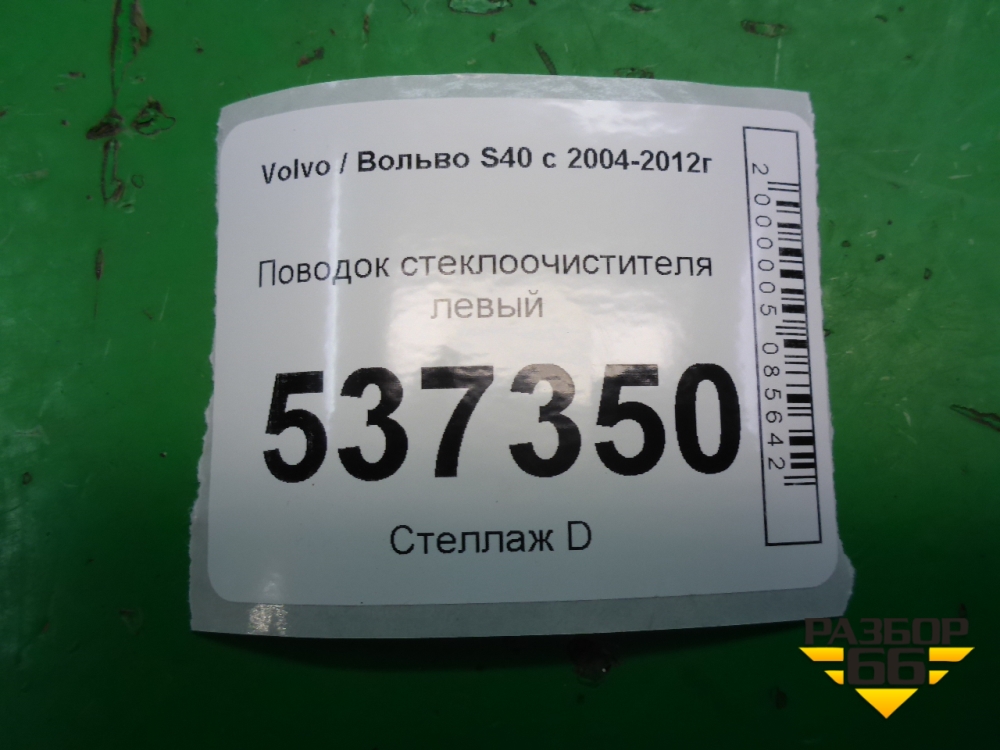 Volvo / Вольво S40 с 2004-2012г
Поводок стеклоочистителя
левый
537350
Стеллаж D
2000005085642
РАЗБОР
66